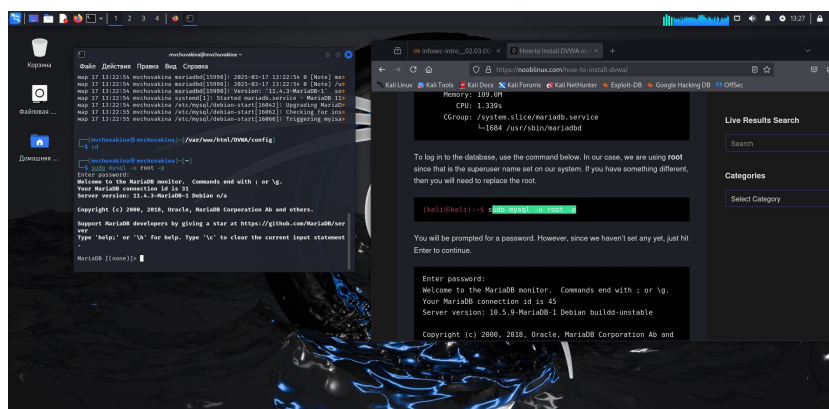 1 2 3 4
13:27
Корзина
Файловая ...
Домашняя ...
mvchuvakina@mvchuvakina: ~
Файл Действия Правка Вид Справка
мар 17 13:22:54 mvchuvakina mariadbd[15998]: 2025-03-17 13:22:54 0 [Note] ma>
мар 17 13:22:54 mvchuvakina mariadbd[15998]: 2025-03-17 13:22:54 0 [Note] /u>
мар 17 13:22:54 mvchuvakina mariadbd[15998]: Version: '11.4.3-MariaDB-1' so>
мар 17 13:22:54 mvchuvakina systemd[1]: Started mariadb.service - MariaDB 11>
мар 17 13:22:54 mvchuvakina /etc/mysql/debian-start[16042]: Upgrading MariaD>
мар 17 13:22:55 mvchuvakina /etc/mysql/debian-start[16062]: Checking for ins>
мар 17 13:22:55 mvchuvakina /etc/mysql/debian-start[16066]: Triggering myisa>
(mvchuvakina㉿mvchuvakina)-[/var/www/html/DVWA/config]
$ cd
(mvchuvakina㉿mvchuvakina)-[~]
$ sudo mysql -u root -p
Enter password:
Welcome to the MariaDB monitor. Commands end with ; or \g.
Your MariaDB connection id is 31
Server version: 11.4.3-MariaDB-1 Debian n/a
Copyright (c) 2000, 2018, Oracle, MariaDB Corporation Ab and others.
Support MariaDB developers by giving a star at https://github.com/MariaDB/ser
ver
Type 'help;' or '\h' for help. Type '\c' to clear the current input statement
.
MariaDB [(none)]>
infosec-intro__02.03.00
How to Install DVWA on
https://nooblinux.com/how-to-install-dvwa/
Kali Linux Kali Tools Kali Docs Kali Forums Kali NetHunter Exploit-DB Google Hacking DB OffSec
Memory: 109.0M
CPU: 1.339s
CGroup: /system.slice/mariadb.service
└─1684 /usr/sbin/mariadbd
To log in to the database, use the command below. In our case, we are using root
since that is the superuser name set on our system. If you have something different,
then you will need to replace the root.
(kali㉿kali):~$ sudo mysql -u root -p
You will be prompted for a password. However, since we haven't set any yet, just hit
Enter to continue.
Enter password:
Welcome to the MariaDB monitor. Commands end with ; or \g.
Your MariaDB connection id is 45
Server version: 10.5.9-MariaDB-1 Debian buildd-unstable
Copyright (c) 2000, 2018, Oracle, MariaDB Corporation Ab and
Live Results Search
Search
Categories
Select Category